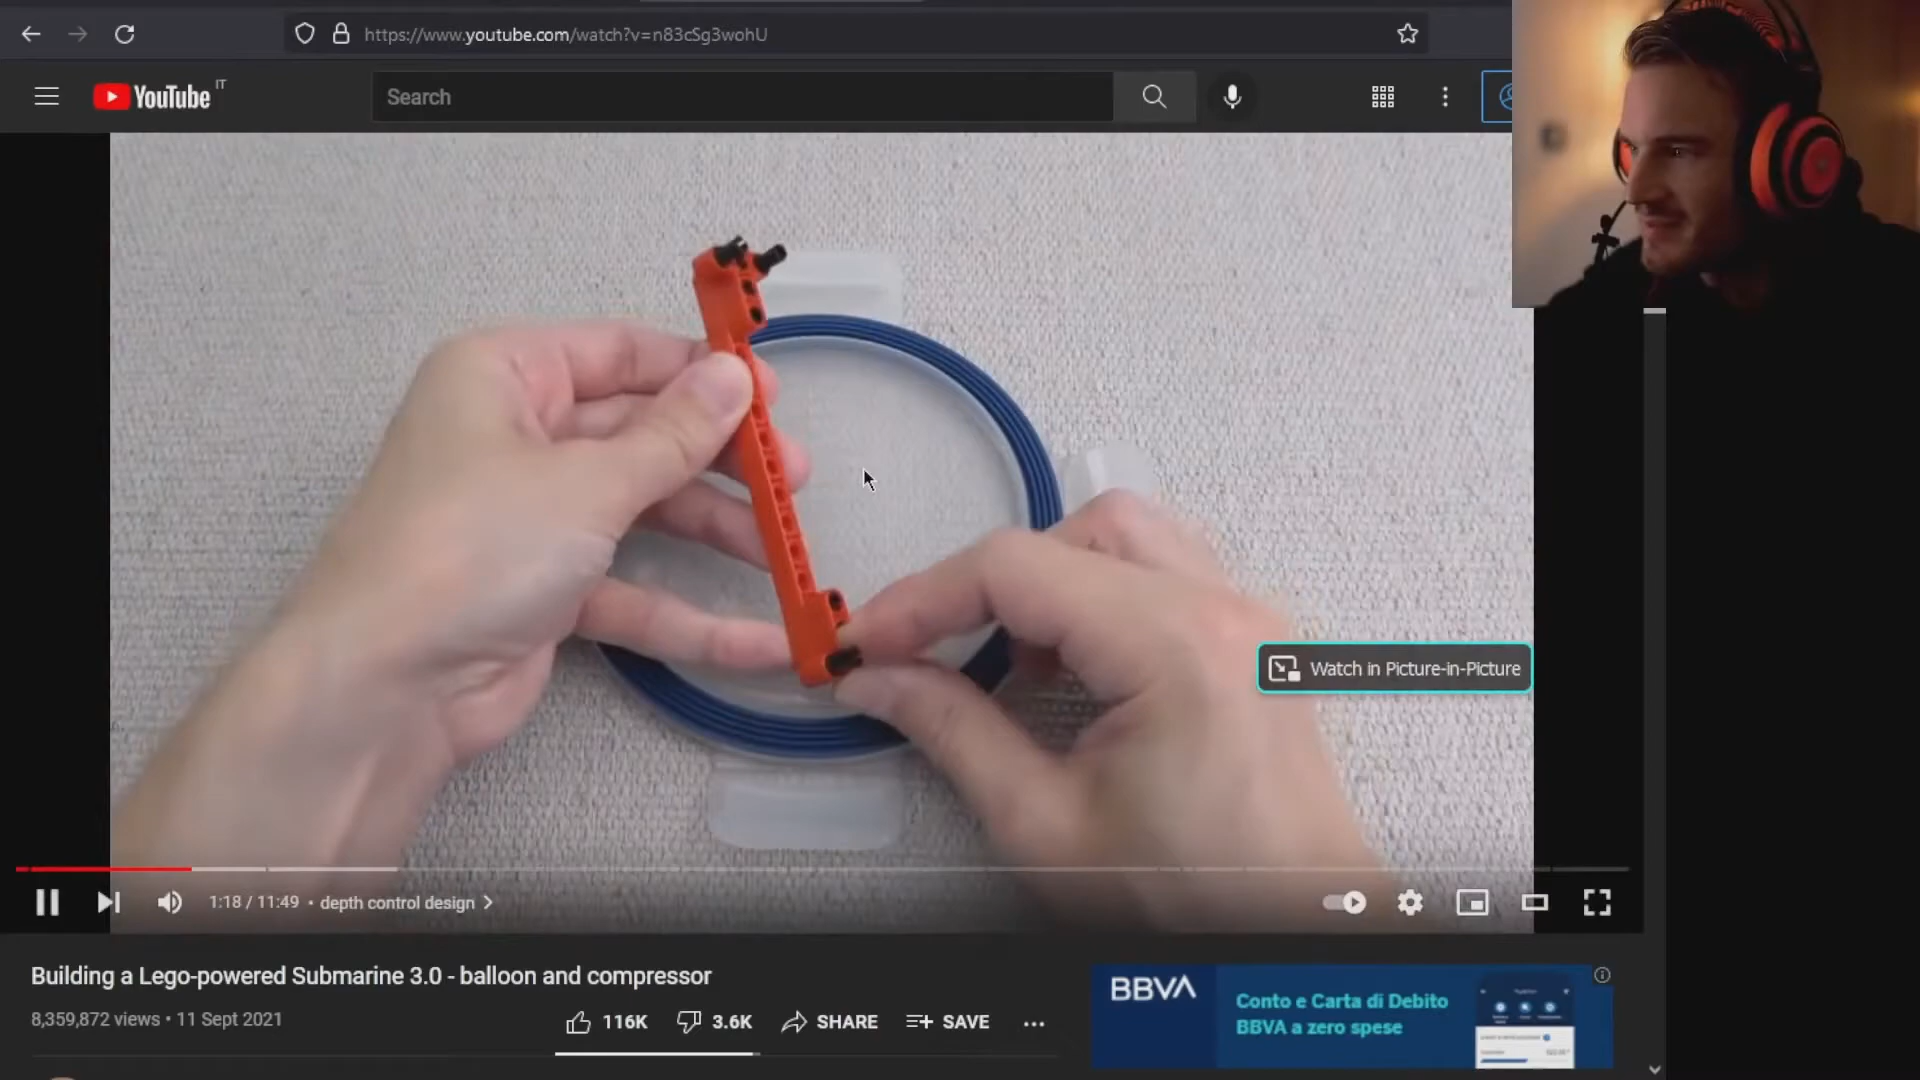 https://www.youtube.com/watch?v=n83cSg3wohU
YouTube IT
Search
Watch in Picture-in-Picture
1:18 / 11:49 • depth control design
Building a Lego-powered Submarine 3.0 - balloon and compressor
8,359,872 views • 11 Sept 2021
116K
3.6K
SHARE
SAVE
BBVA
Conto e Carta di Debito
BBVA a zero spese